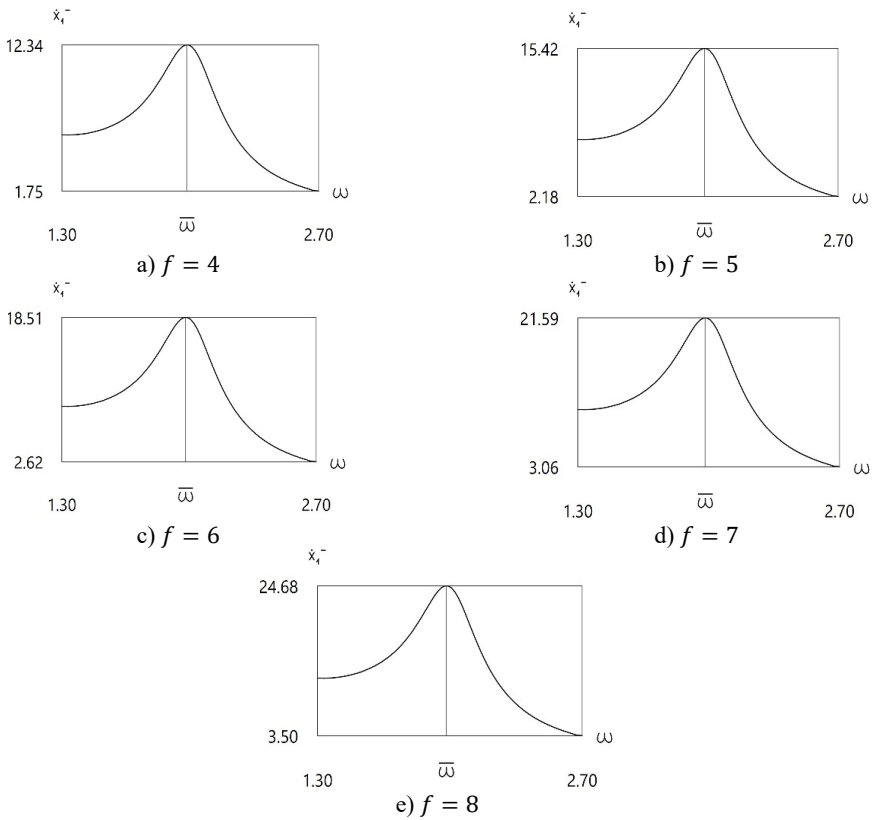 ẋ₁⁻
12.34
1.75
ω
ω̅
1.30
2.70
a) f = 4
ẋ₁⁻
15.42
2.18
ω
ω̅
1.30
2.70
b) f = 5
ẋ₁⁻
18.51
2.62
ω
ω̅
1.30
2.70
c) f = 6
ẋ₁⁻
21.59
3.06
ω
ω̅
1.30
2.70
d) f = 7
ẋ₁⁻
24.68
3.50
ω
ω̅
1.30
2.70
e) f = 8